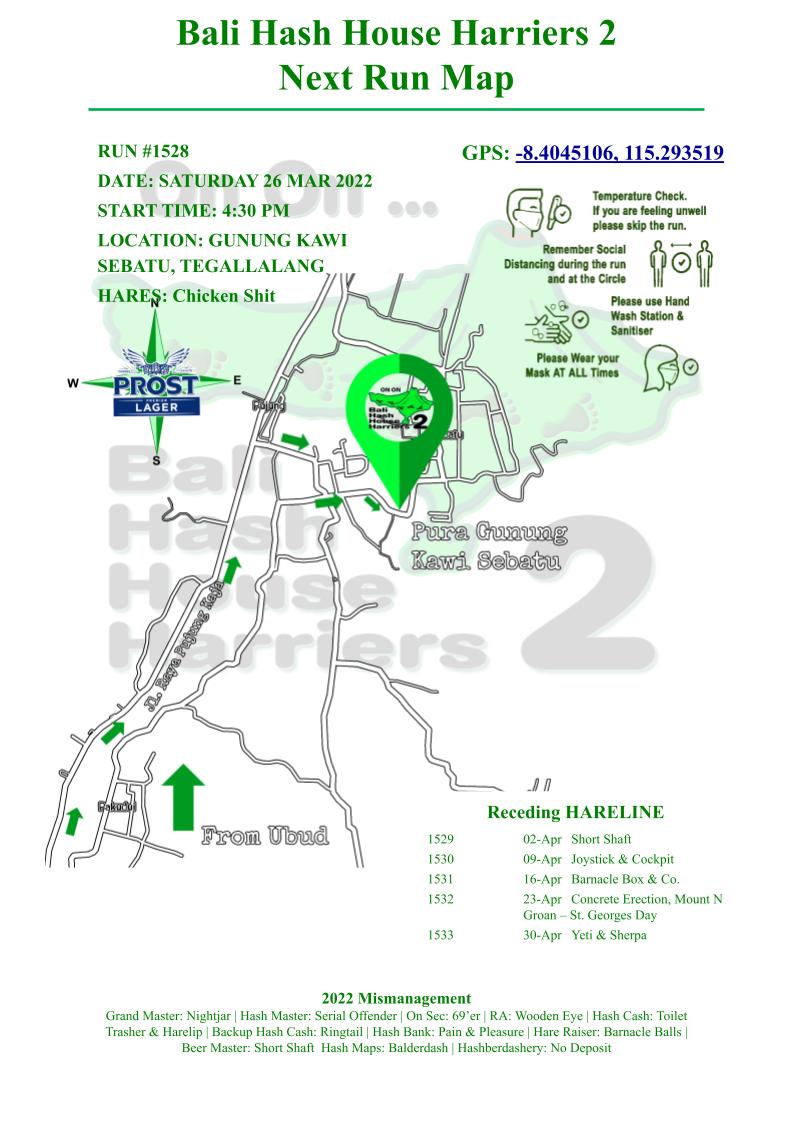 Bali Hash House Harriers 2
Next Run Map
RUN #1528
DATE: SATURDAY 26 MAR 2022
START TIME: 4:30 PM
LOCATION: GUNUNG KAWI
SEBATU, TEGALLALANG
HARES: Chicken Shit
GPS: -8.4045106, 115.293519
On On ...
Temperature Check.
If you are feeling unwell
please skip the run.
Remember Social
Distancing during the run
and at the Circle
Please use Hand
Wash Station &
Sanitiser
Please Wear your
Mask AT ALL Times
N
W
E
S
PROST
PREMIUM
LAGER
Pujung
ON ON
Bali
Hash
House
Harriers 2
Pura Gunung
Kawi Sebatu
Bali
Hash
House
Harriers 2
Jl. Raya Pujung Kaja
Pakudui
From Ubud
Receding HARELINE
1529 02-Apr Short Shaft
1530 09-Apr Joystick & Cockpit
1531 16-Apr Barnacle Box & Co.
1532 23-Apr Concrete Erection, Mount N
Groan – St. Georges Day
1533 30-Apr Yeti & Sherpa
2022 Mismanagement
Grand Master: Nightjar | Hash Master: Serial Offender | On Sec: 69’er | RA: Wooden Eye | Hash Cash: Toilet
Trasher & Harelip | Backup Hash Cash: Ringtail | Hash Bank: Pain & Pleasure | Hare Raiser: Barnacle Balls |
Beer Master: Short Shaft Hash Maps: Balderdash | Hashberdashery: No Deposit